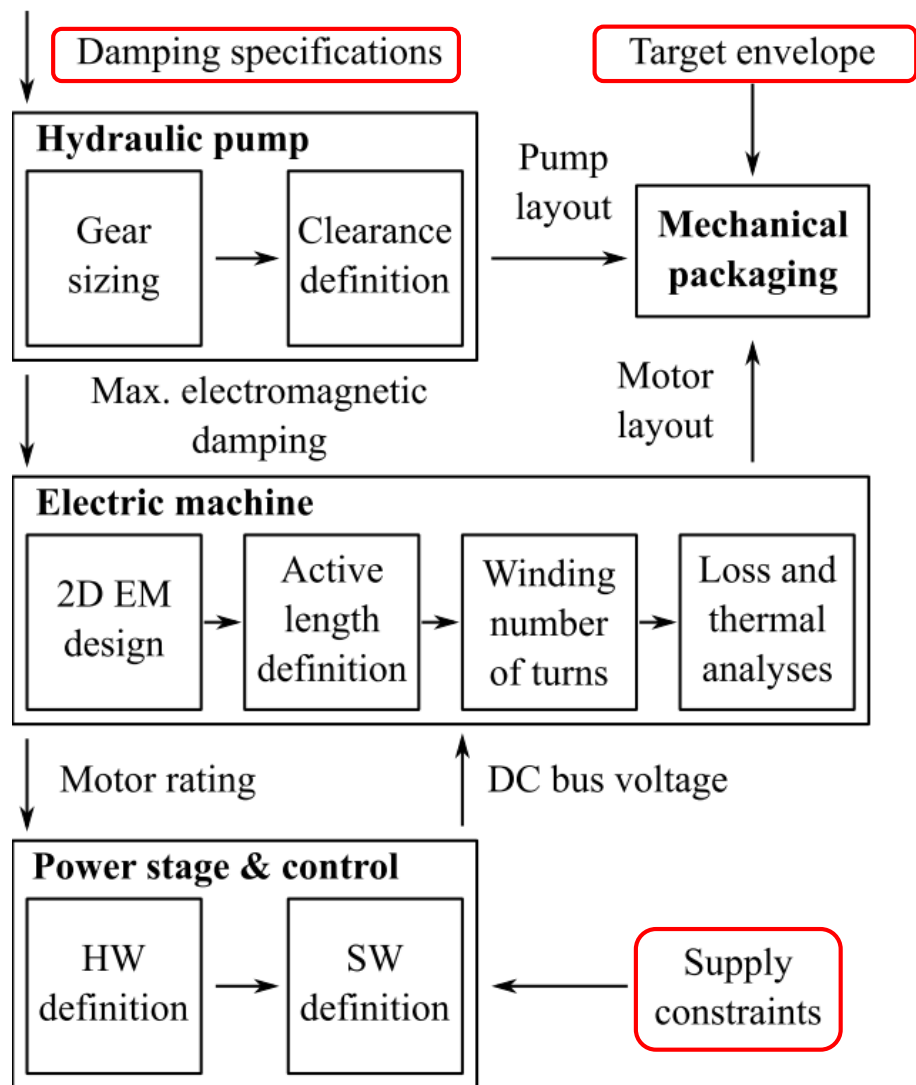 Damping specifications
Target envelope
Hydraulic pump
Gear
sizing
Clearance
definition
Pump
layout
Mechanical
packaging
Max. electromagnetic
damping
Motor
layout
Electric machine
2D EM
design
Active
length
definition
Winding
number
of turns
Loss and
thermal
analyses
Motor rating
DC bus voltage
Power stage & control
HW
definition
SW
definition
Supply
constraints